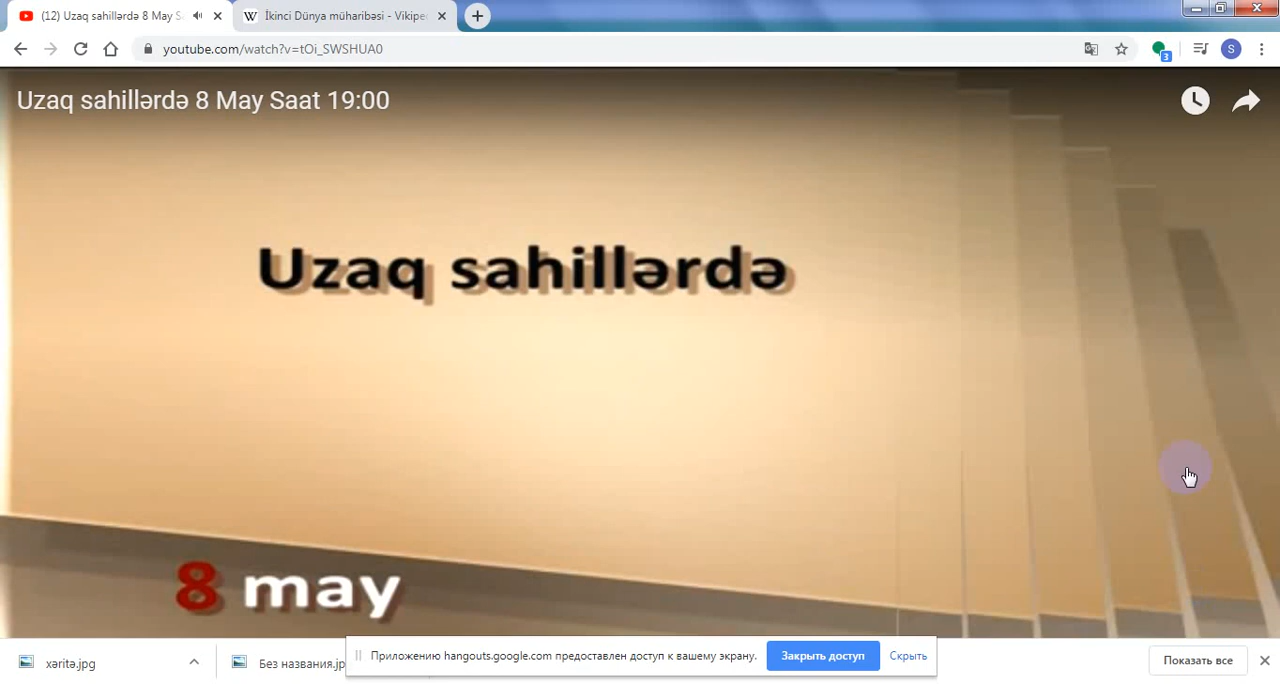 (12) Uzaq sahillərdə 8 May S
İkinci Dünya müharibəsi - Vikipe
youtube.com/watch?v=tOi_SWSHUA0
3
S
Uzaq sahillərdə 8 May Saat 19:00
Uzaq sahillərdə
8 may
xəritə.jpg
Без названия.jp
Приложению hangouts.google.com предоставлен доступ к вашему экрану.
Закрыть доступ
Скрыть
Показать все